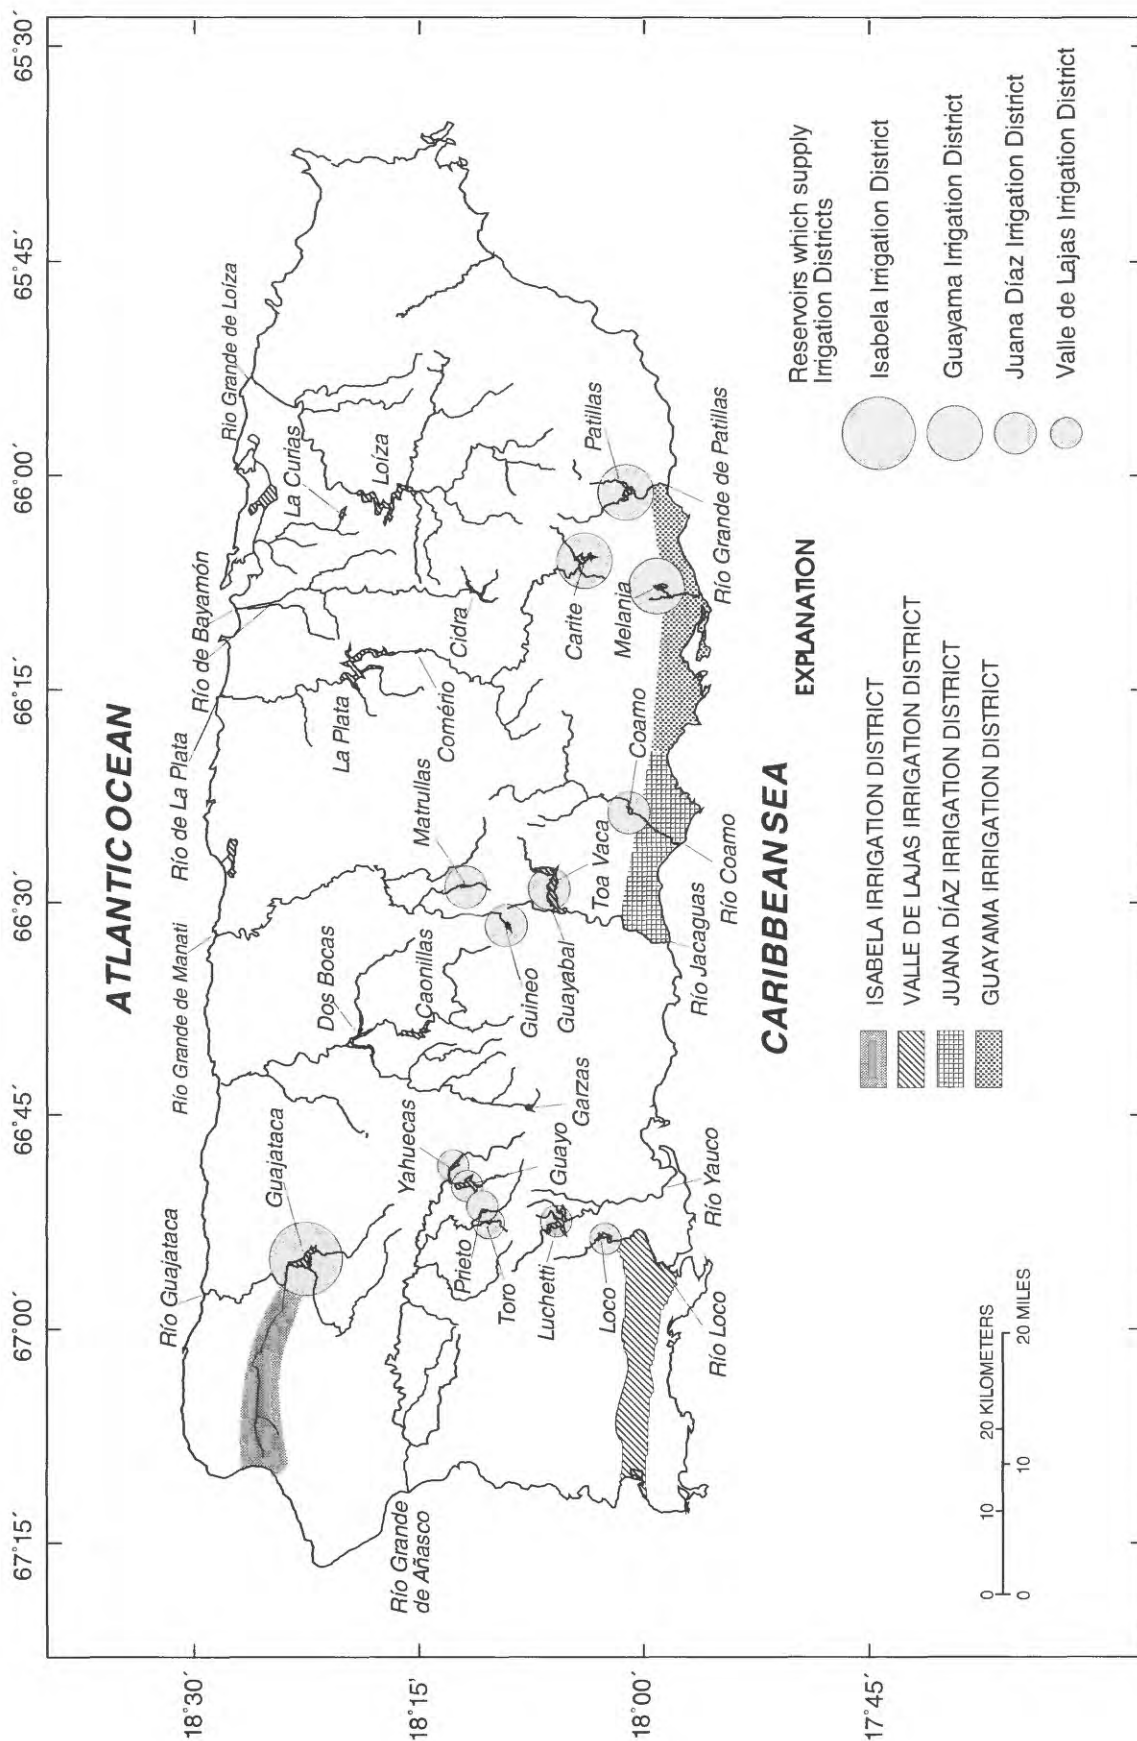 67°15′
67°00′
66°45′
66°30′
66°15′
66°00′
65°45′
65°30′
18°30′
18°15′
18°00′
17°45′
ATLANTIC OCEAN
Río Guajataca
Río Grande de Manati
Río de La Plata
Río de Bayamón
Río Grande de Loíza
Guajataca
Dos Bocas
La Curias
Loíza
La Plata
Caonillas
Matrullas
Comério
Cidra
Río Grande
de Añasco
Yahuecas
Prieto
Toro
Guayo
Garzas
Guineo
Guayabal
Toa Vaca
Carite
Patillas
Melania
Coamo
Luchetti
Loco
Río Loco
Río Yauco
Río Jacaguas
Río Coamo
Río Grande de Patillas
CARIBBEAN SEA
EXPLANATION
ISABELA IRRIGATION DISTRICT
VALLE DE LAJAS IRRIGATION DISTRICT
JUANA DÍAZ IRRIGATION DISTRICT
GUAYAMA IRRIGATION DISTRICT
Reservoirs which supply
Irrigation Districts
Isabela Irrigation District
Guayama Irrigation District
Juana Díaz Irrigation District
Valle de Lajas Irrigation District
0 10 20 KILOMETERS
0 10 20 MILES